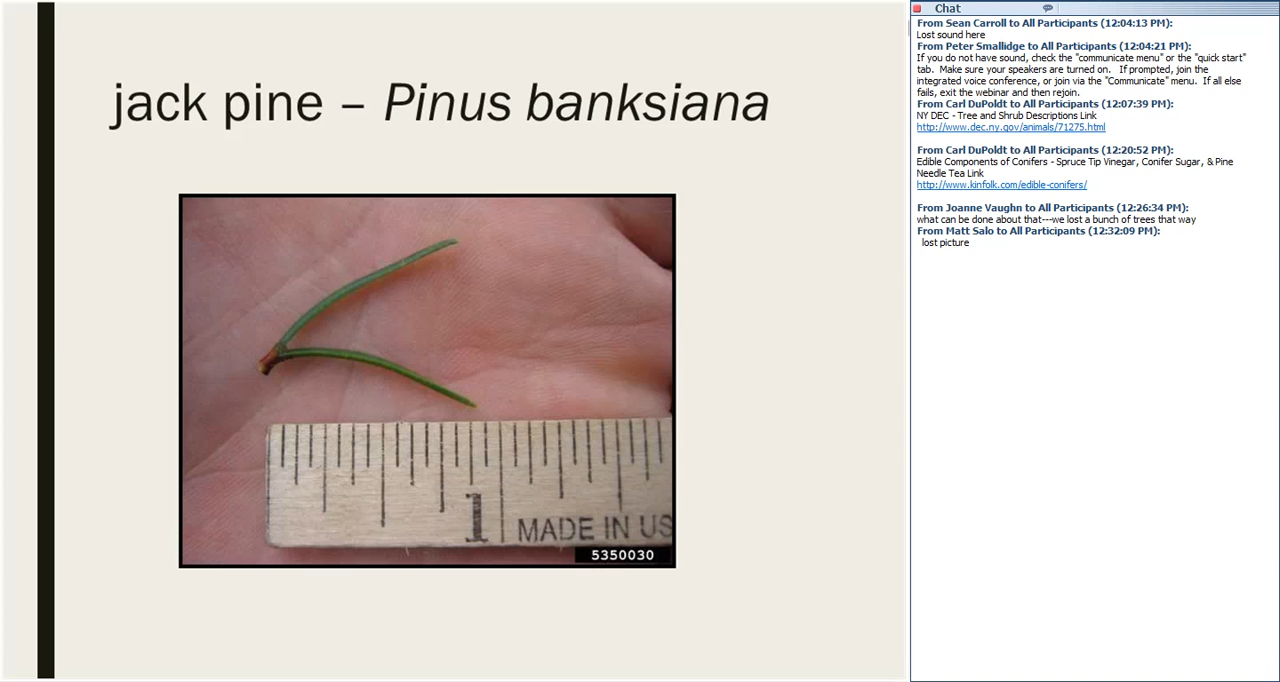 jack pine – Pinus banksiana
1
MADE IN US
5350030
Chat
From Sean Carroll to All Participants (12:04:13 PM):
Lost sound here
From Peter Smallidge to All Participants (12:04:21 PM):
If you do not have sound, check the "communicate menu" or the "quick start"
tab. Make sure your speakers are turned on. If prompted, join the
integrated voice conference, or join via the "Communicate" menu. If all else
fails, exit the webinar and then rejoin.
From Carl DuPoldt to All Participants (12:07:39 PM):
NY DEC - Tree and Shrub Descriptions Link
http://www.dec.ny.gov/animals/71275.html
From Carl DuPoldt to All Participants (12:20:52 PM):
Edible Components of Conifers - Spruce Tip Vinegar, Conifer Sugar, & Pine
Needle Tea Link
http://www.kinfolk.com/edible-conifers/
From Joanne Vaughn to All Participants (12:26:34 PM):
what can be done about that---we lost a bunch of trees that way
From Matt Salo to All Participants (12:32:09 PM):
lost picture